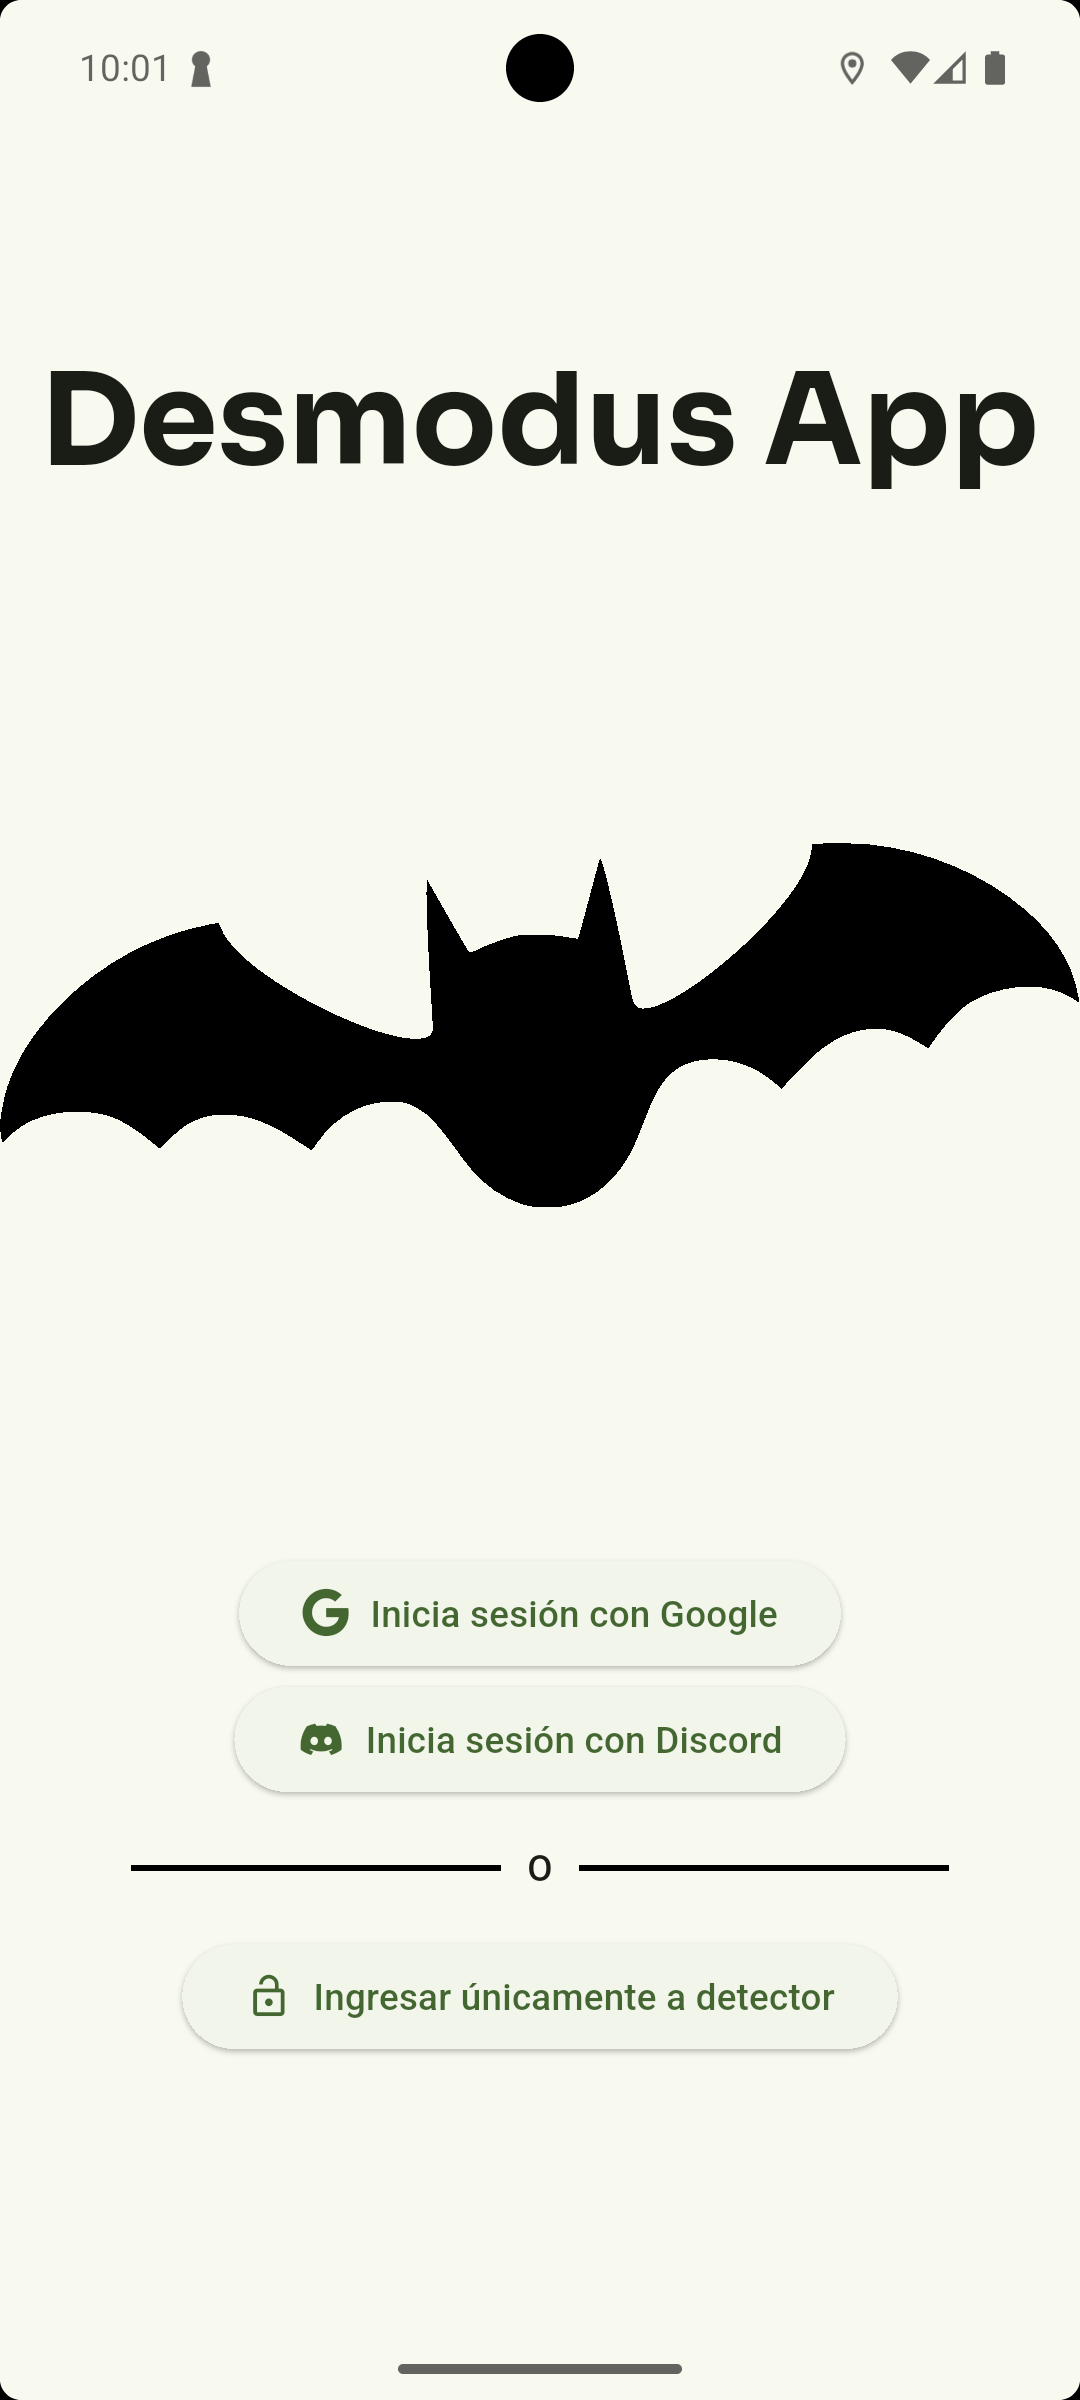 10:01
Desmodus App
Inicia sesión con Google
Inicia sesión con Discord
O
Ingresar únicamente a detector